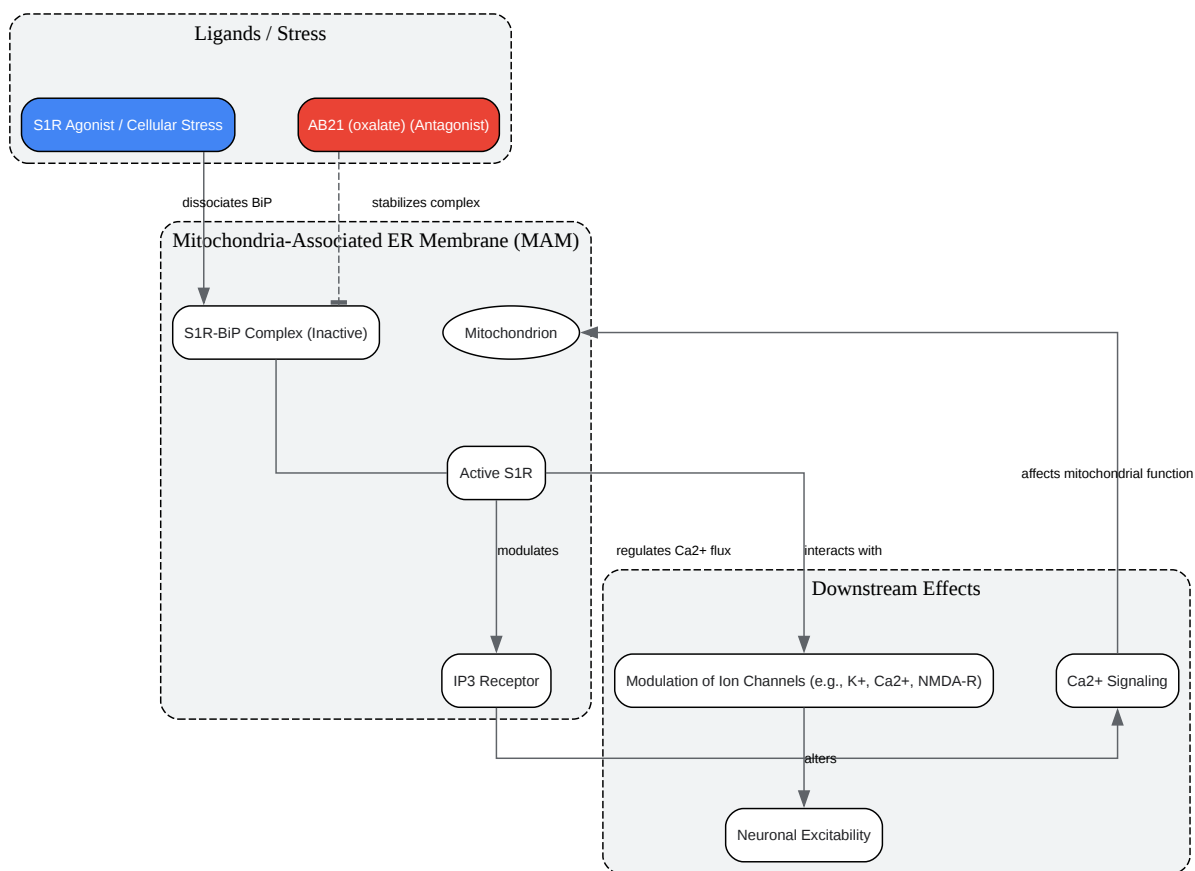 Ligands / Stress
S1R Agonist / Cellular Stress
AB21 (oxalate) (Antagonist)
dissociates BiP
stabilizes complex
Mitochondria-Associated ER Membrane (MAM)
S1R-BiP Complex (Inactive)
Mitochondrion
Active S1R
affects mitochondrial function
modulates
regulates Ca2+ flux
interacts with
Downstream Effects
IP3 Receptor
Modulation of Ion Channels (e.g., K+, Ca2+, NMDA-R)
Ca2+ Signaling
alters
Neuronal Excitability